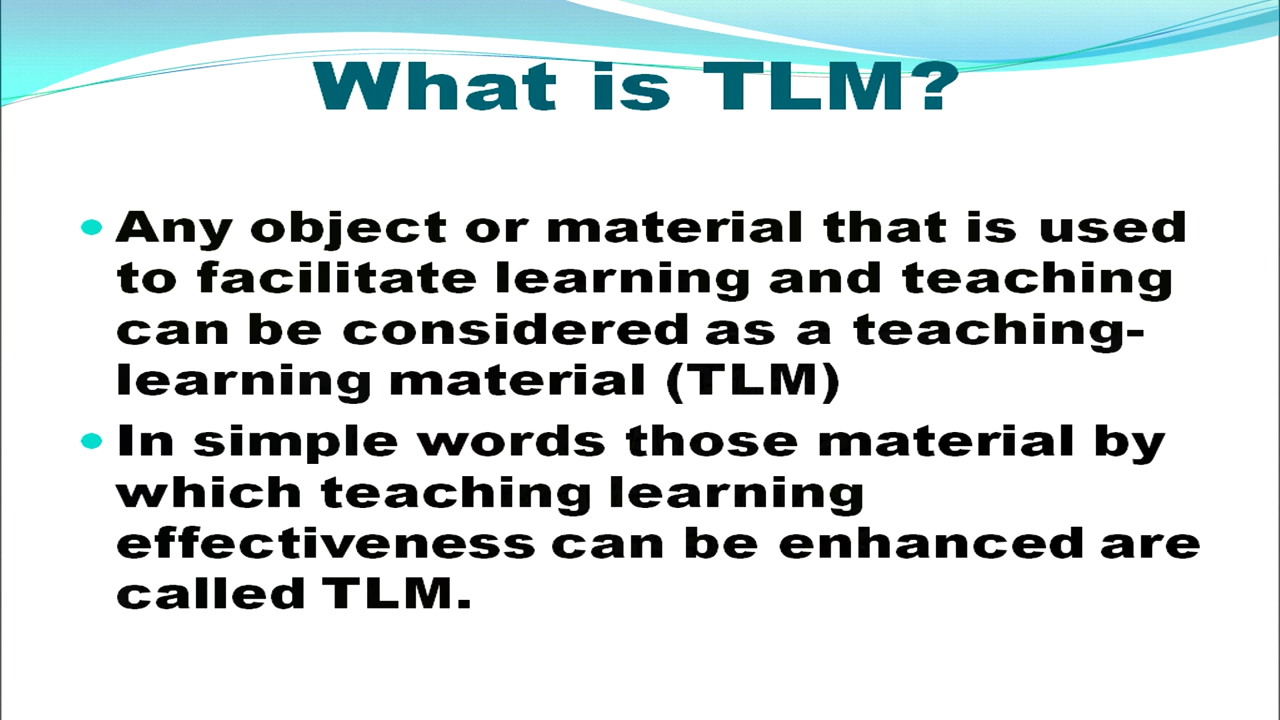 What is TLM?
• Any object or material that is used
to facilitate learning and teaching
can be considered as a teaching-
learning material (TLM)
• In simple words those material by
which teaching learning
effectiveness can be enhanced are
called TLM.